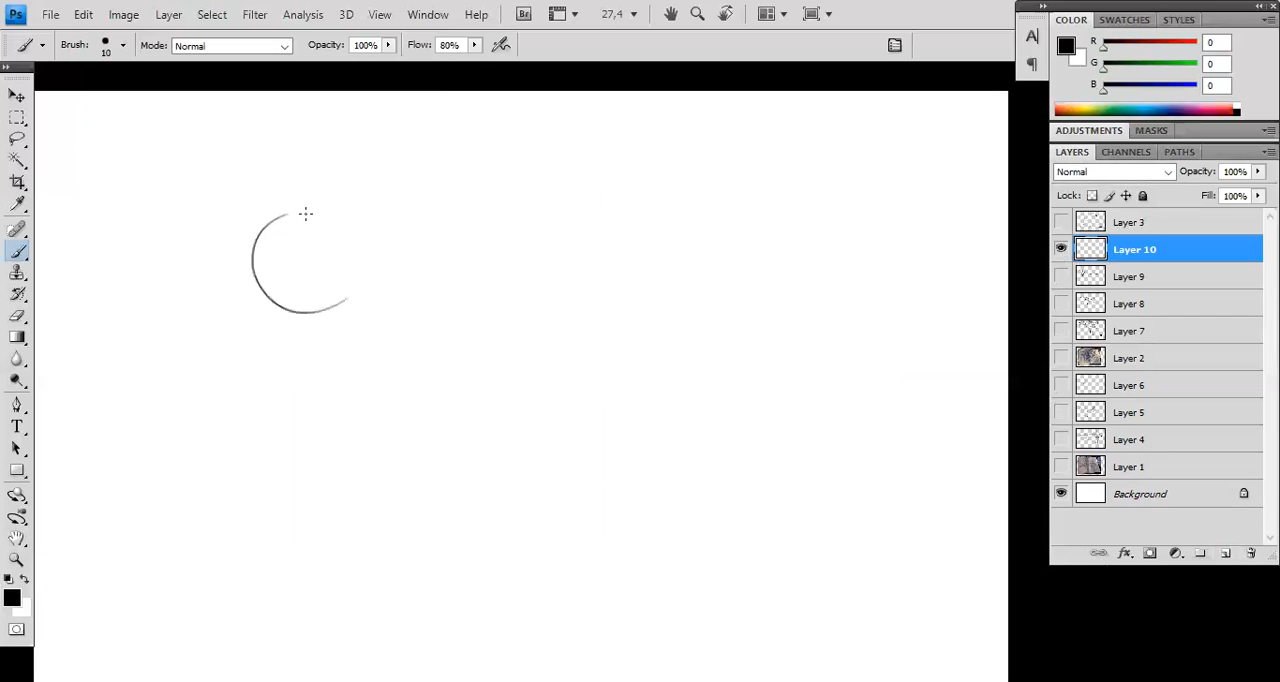 Ps File Edit Image Layer Select Filter Analysis 3D View Window Help Br 27,4
Brush: 10 Mode: Normal Opacity: 100% Flow: 80%
COLOR SWATCHES STYLES
R 0
G 0
B 0
ADJUSTMENTS MASKS
LAYERS CHANNELS PATHS
Normal Opacity: 100%
Lock: Fill: 100%
Layer 3
Layer 10
Layer 9
Layer 8
Layer 7
Layer 2
Layer 6
Layer 5
Layer 4
Layer 1
Background